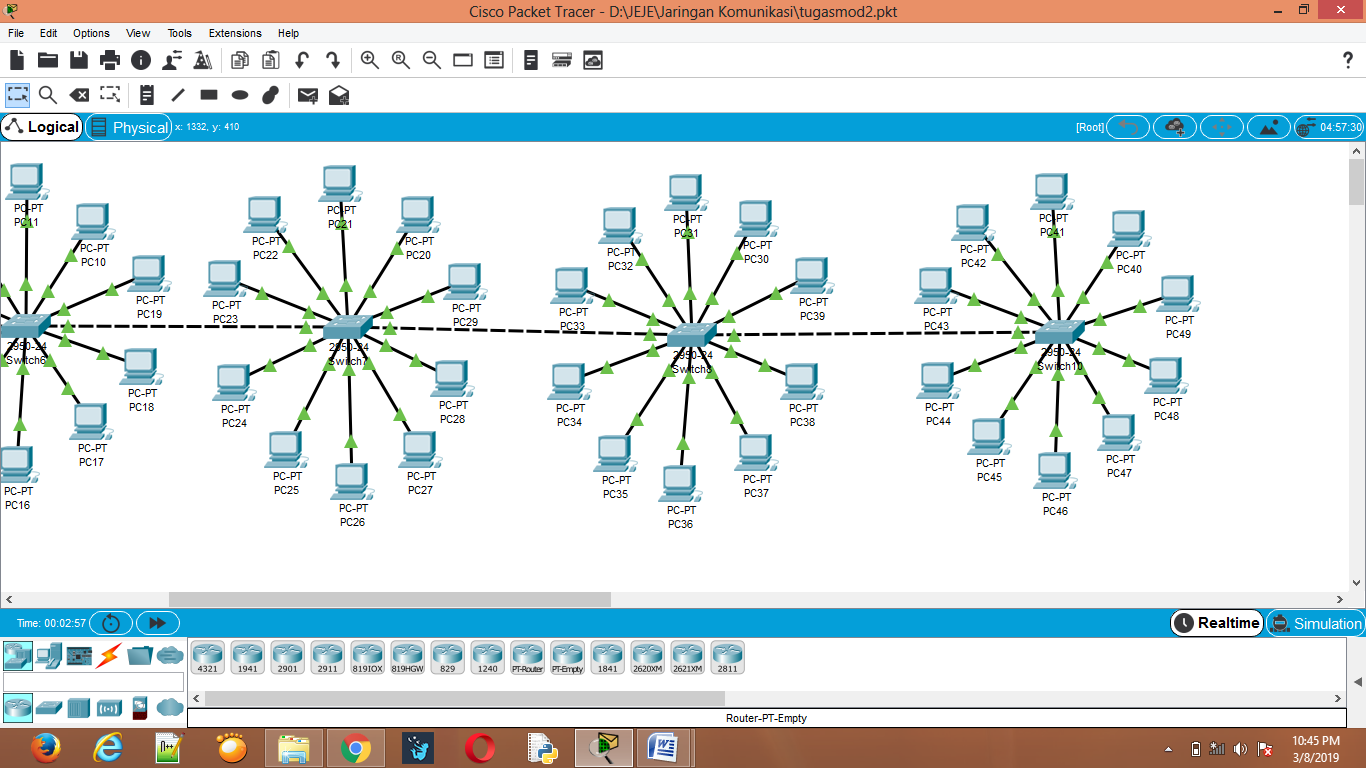 Cisco Packet Tracer - D:\JEJE\Jaringan Komunikasi\tugasmod2.pkt
File Edit Options View Tools Extensions Help
Logical Physical x: 1332, y: 410 [Root] 04:57:30
PC-PT
PC11
PC-PT
PC10
PC-PT
PC19
2950-24
Switch6
PC-PT
PC18
PC-PT
PC17
PC-PT
PC16
PC-PT
PC21
PC-PT
PC22
PC-PT
PC20
PC-PT
PC23
PC-PT
PC29
2950-24
Switch7
PC-PT
PC24
PC-PT
PC28
PC-PT
PC25
PC-PT
PC27
PC-PT
PC26
PC-PT
PC31
PC-PT
PC32
PC-PT
PC30
PC-PT
PC33
PC-PT
PC39
2950-24
Switch8
PC-PT
PC34
PC-PT
PC38
PC-PT
PC35
PC-PT
PC37
PC-PT
PC36
PC-PT
PC41
PC-PT
PC42
PC-PT
PC40
PC-PT
PC43
PC-PT
PC49
2950-24
Switch10
PC-PT
PC44
PC-PT
PC48
PC-PT
PC45
PC-PT
PC47
PC-PT
PC46
Time: 00:02:57 Realtime Simulation
4321 1941 2901 2911 819IOX 819HGW 829 1240 PT-Router PT-Empty 1841 2620XM 2621XM 2811
Router-PT-Empty
10:45 PM
3/8/2019